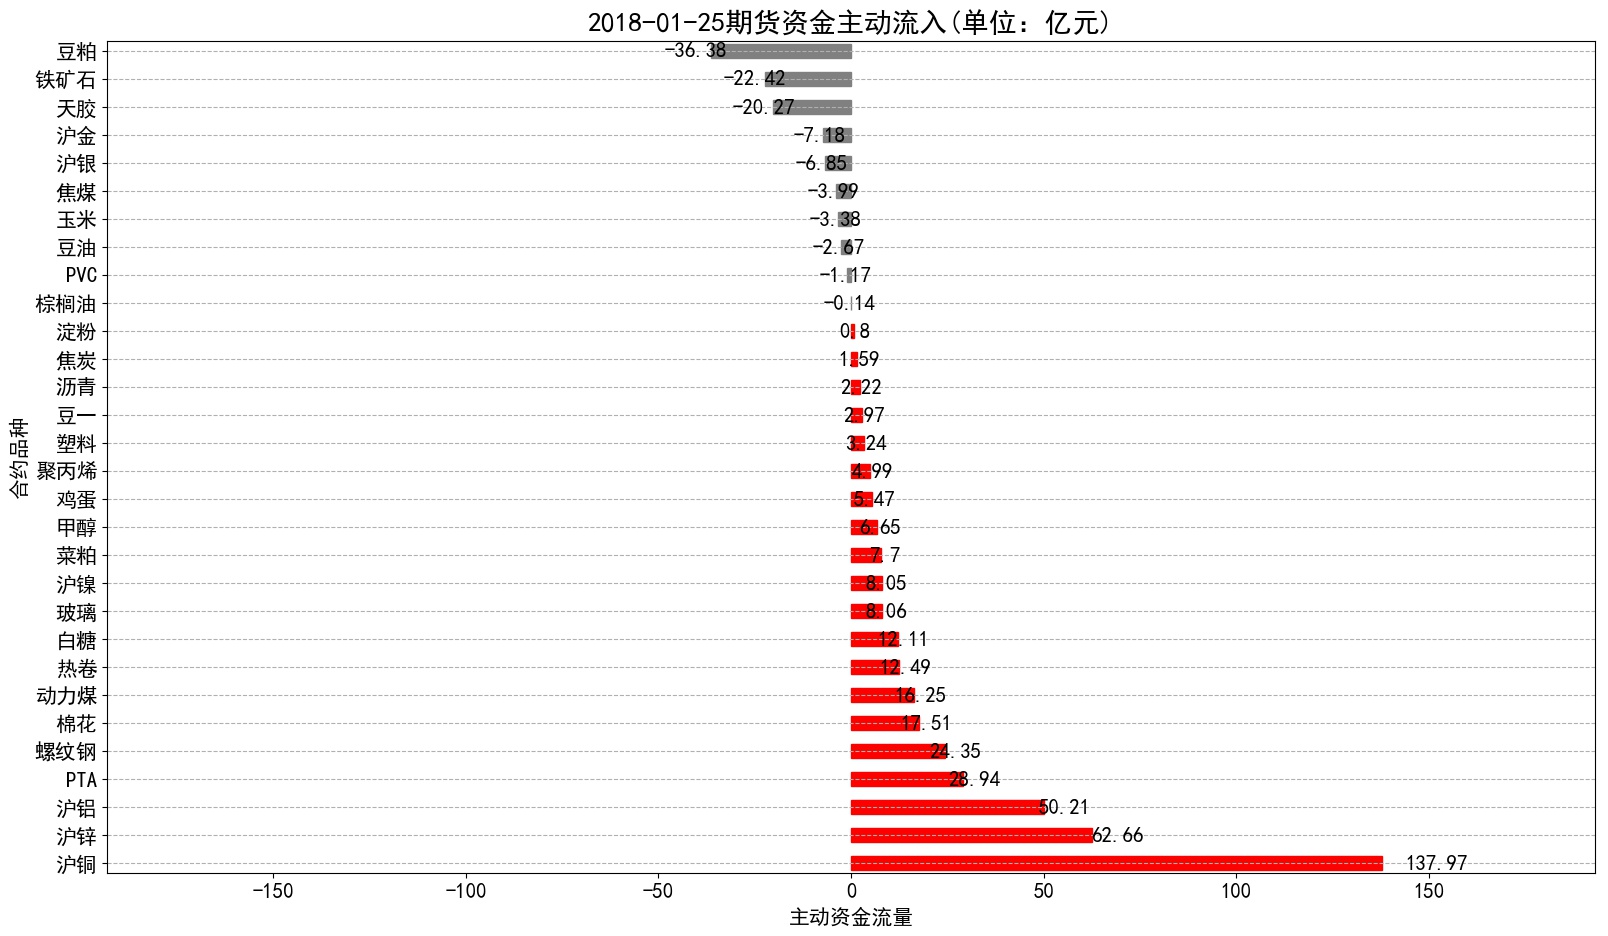 2018-01-25期货资金主动流入(单位：亿元)
合约品种
豆粕 -36.38
铁矿石 -22.42
天胶 -20.27
沪金 -7.18
沪银 -6.85
焦煤 -3.99
玉米 -3.38
豆油 -2.67
PVC -1.17
棕榈油 -0.14
淀粉 0.8
焦炭 1.59
沥青 2.22
豆一 2.97
塑料 3.24
聚丙烯 4.99
鸡蛋 5.47
甲醇 6.65
菜粕 7.7
沪镍 8.05
玻璃 8.06
白糖 12.11
热卷 12.49
动力煤 16.25
棉花 17.51
螺纹钢 24.35
PTA 28.94
沪铝 50.21
沪锌 62.66
沪铜 137.97
-150 -100 -50 0 50 100 150
主动资金流量